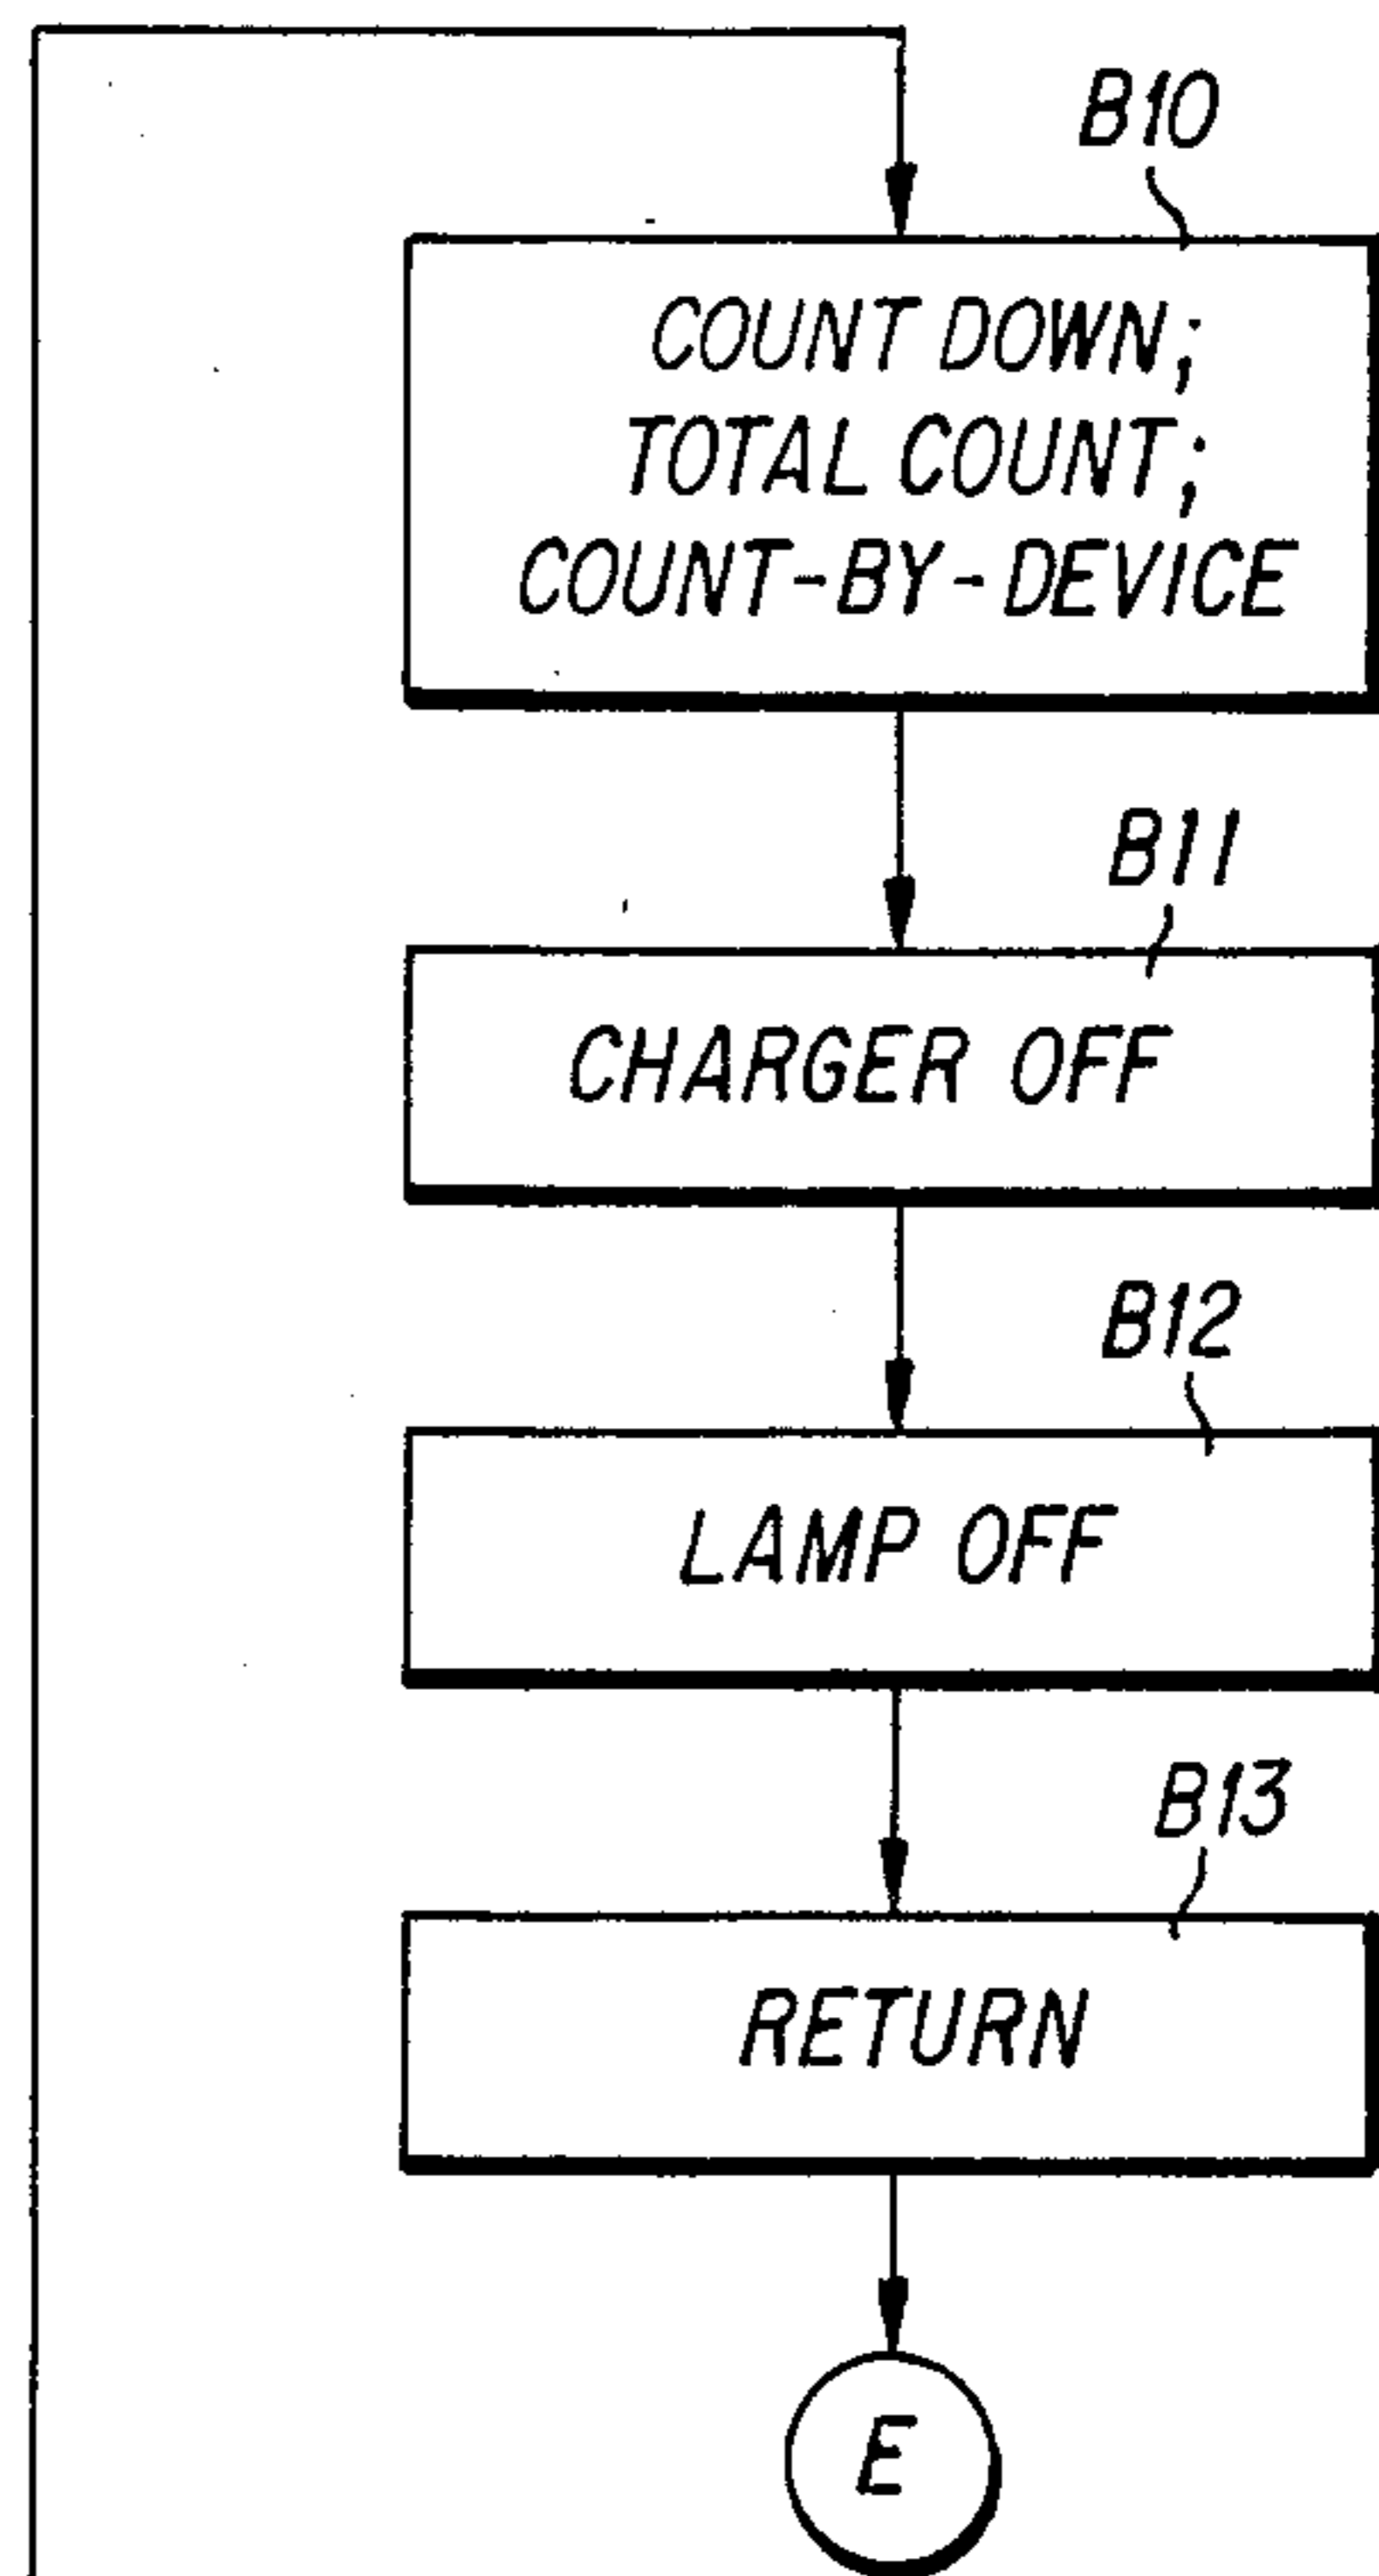 B10
COUNT DOWN;
TOTAL COUNT;
COUNT-BY-DEVICE
B11
CHARGER OFF
B12
LAMP OFF
B13
RETURN
E